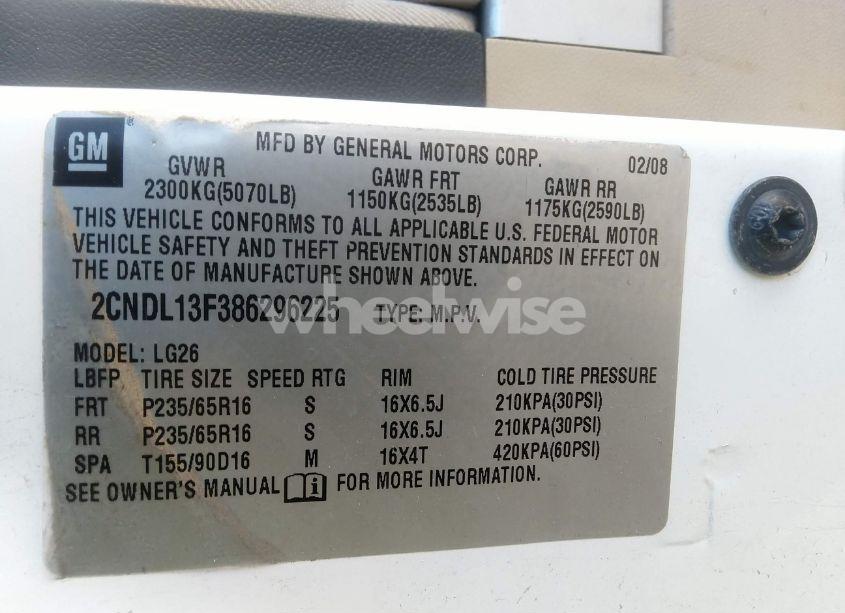 GM
®
MFD BY GENERAL MOTORS CORP. 02/08
GVWR GAWR FRT GAWR RR
2300KG(5070LB) 1150KG(2535LB) 1175KG(2590LB)
THIS VEHICLE CONFORMS TO ALL APPLICABLE U.S. FEDERAL MOTOR
VEHICLE SAFETY AND THEFT PREVENTION STANDARDS IN EFFECT ON
THE DATE OF MANUFACTURE SHOWN ABOVE.
2CNDL13F386296225 TYPE: M.P.V.
wheelwise
MODEL: LG26
LBFP TIRE SIZE SPEED RTG RIM COLD TIRE PRESSURE
FRT P235/65R16 S 16X6.5J 210KPA(30PSI)
RR P235/65R16 S 16X6.5J 210KPA(30PSI)
SPA T155/90D16 M 16X4T 420KPA(60PSI)
SEE OWNER'S MANUAL i FOR MORE INFORMATION.